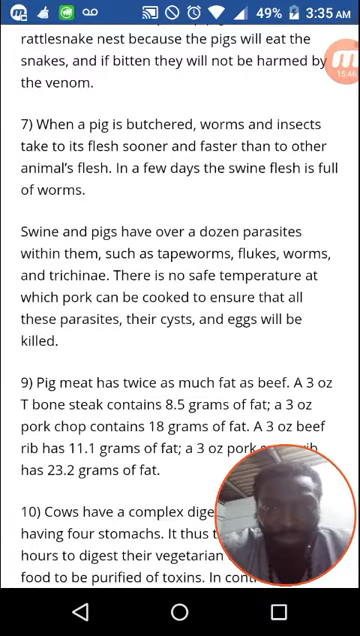 49% 3:35 AM
rattlesnake nest because the pigs will eat the
snakes, and if bitten they will not be harmed by
the venom.
15:46
7) When a pig is butchered, worms and insects
take to its flesh sooner and faster than to other
animal's flesh. In a few days the swine flesh is full
of worms.
Swine and pigs have over a dozen parasites
within them, such as tapeworms, flukes, worms,
and trichinae. There is no safe temperature at
which pork can be cooked to ensure that all
these parasites, their cysts, and eggs will be
killed.
9) Pig meat has twice as much fat as beef. A 3 oz
T bone steak contains 8.5 grams of fat; a 3 oz
pork chop contains 18 grams of fat. A 3 oz beef
rib has 11.1 grams of fat; a 3 oz pork
has 23.2 grams of fat.
10) Cows have a complex
having four stomachs. It thus
hours to digest their vegetarian
food to be purified of toxins. In